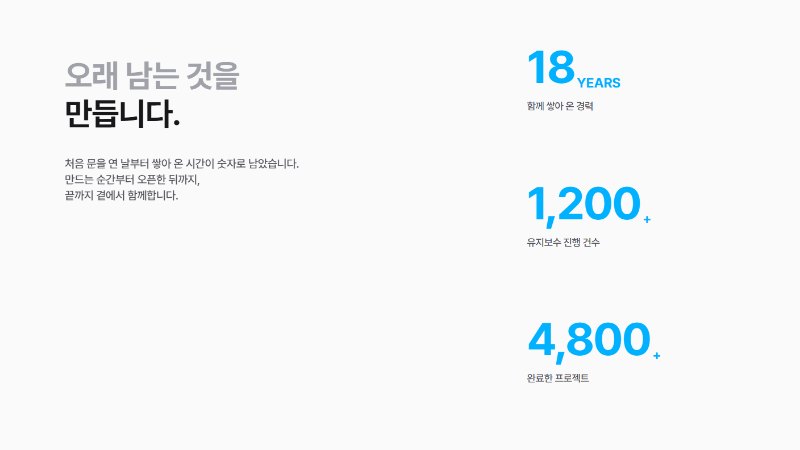 오래 남는 것을
만듭니다.
처음 문을 연 날부터 쌓아 온 시간이 숫자로 남았습니다.
만드는 순간부터 오픈한 뒤까지,
끝까지 곁에서 함께합니다.
18 YEARS
함께 쌓아 온 경력
1,200+
유지보수 진행 건수
4,800+
완료한 프로젝트